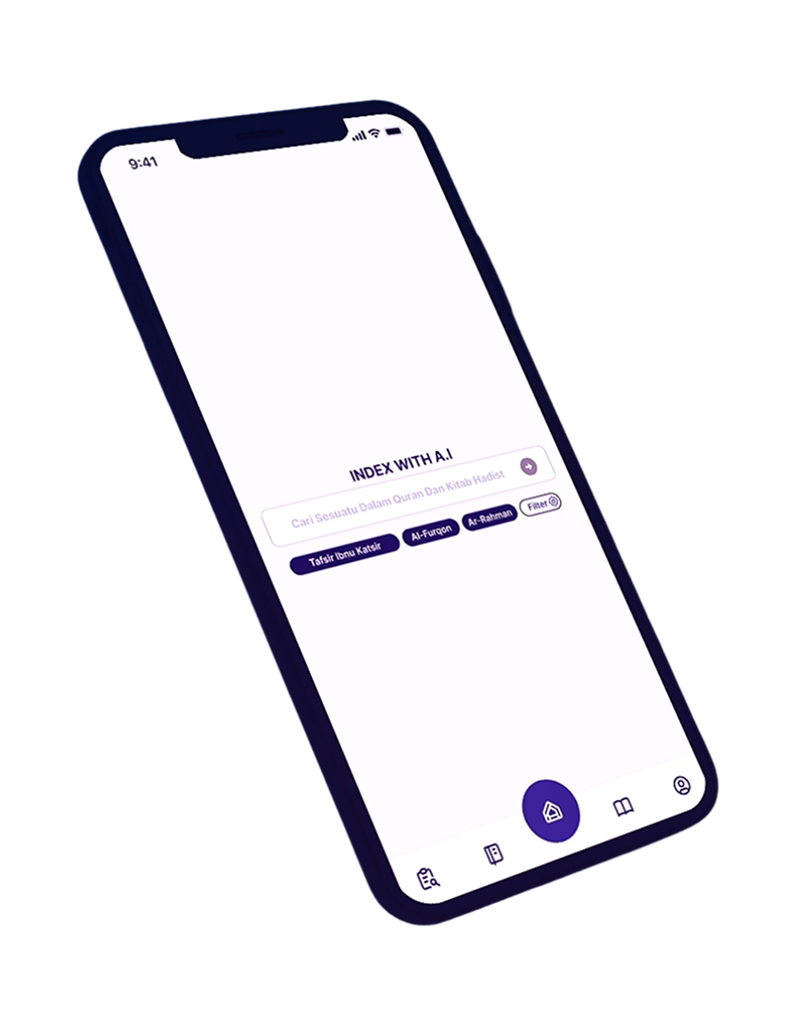 9:41
INDEX WITH A.I
Cari Sesuatu Dalam Quran Dan Kitab Hadist
Tafsir Ibnu Katsir Al-Furqon Ar-Rahman Filter